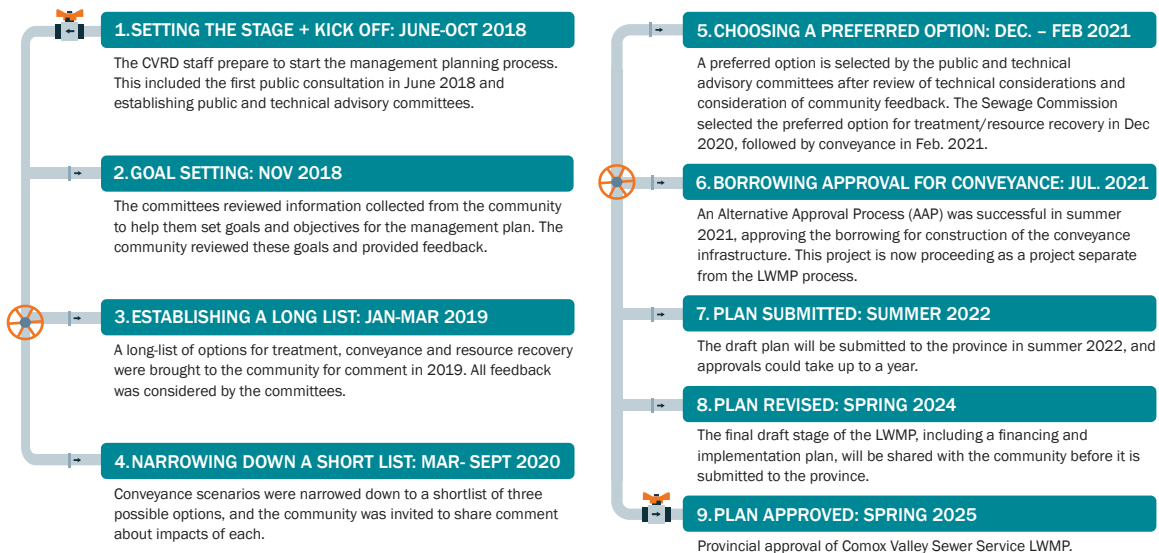 1.SETTING THE STAGE + KICK OFF: JUNE-OCT 2018
The CVRD staff prepare to start the management planning process.
This included the first public consultation in June 2018 and
establishing public and technical advisory committees.
2.GOAL SETTING: NOV 2018
The committees reviewed information collected from the community
to help them set goals and objectives for the management plan. The
community reviewed these goals and provided feedback.
3.ESTABLISHING A LONG LIST: JAN-MAR 2019
A long-list of options for treatment, conveyance and resource recovery
were brought to the community for comment in 2019. All feedback
was considered by the committees.
4.NARROWING DOWN A SHORT LIST: MAR- SEPT 2020
Conveyance scenarios were narrowed down to a shortlist of three
possible options, and the community was invited to share comment
about impacts of each.
5.CHOOSING A PREFERRED OPTION: DEC. – FEB 2021
A preferred option is selected by the public and technical
advisory committees after review of technical considerations and
consideration of community feedback. The Sewage Commission
selected the preferred option for treatment/resource recovery in Dec
2020, followed by conveyance in Feb. 2021.
6.BORROWING APPROVAL FOR CONVEYANCE: JUL. 2021
An Alternative Approval Process (AAP) was successful in summer
2021, approving the borrowing for construction of the conveyance
infrastructure. This project is now proceeding as a project separate
from the LWMP process.
7. PLAN SUBMITTED: SUMMER 2022
The draft plan will be submitted to the province in summer 2022, and
approvals could take up to a year.
8.PLAN REVISED: SPRING 2024
The final draft stage of the LWMP, including a financing and
implementation plan, will be shared with the community before it is
submitted to the province.
9.PLAN APPROVED: SPRING 2025
Provincial approval of Comox Valley Sewer Service LWMP.